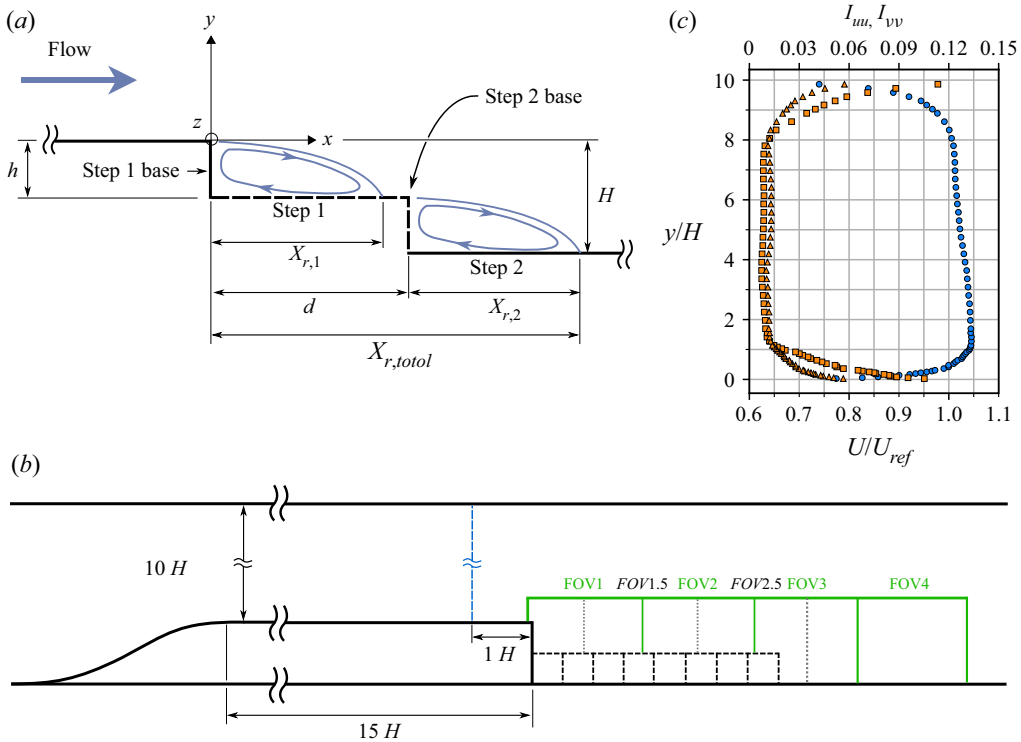 (a)
Flow
y
z
x
Step 2 base
h
Step 1 base
H
Step 1
X_{r,1}
Step 2
d
X_{r,2}
X_{r,totol}
(c)
I_{uu}, I_{vv}
0 0.03 0.06 0.09 0.12 0.15
10
8
6
y/H
4
2
0
0.6 0.7 0.8 0.9 1.0 1.1
U/U_{ref}
(b)
10 H
FOV1 FOV1.5 FOV2 FOV2.5 FOV3 FOV4
1 H
15 H